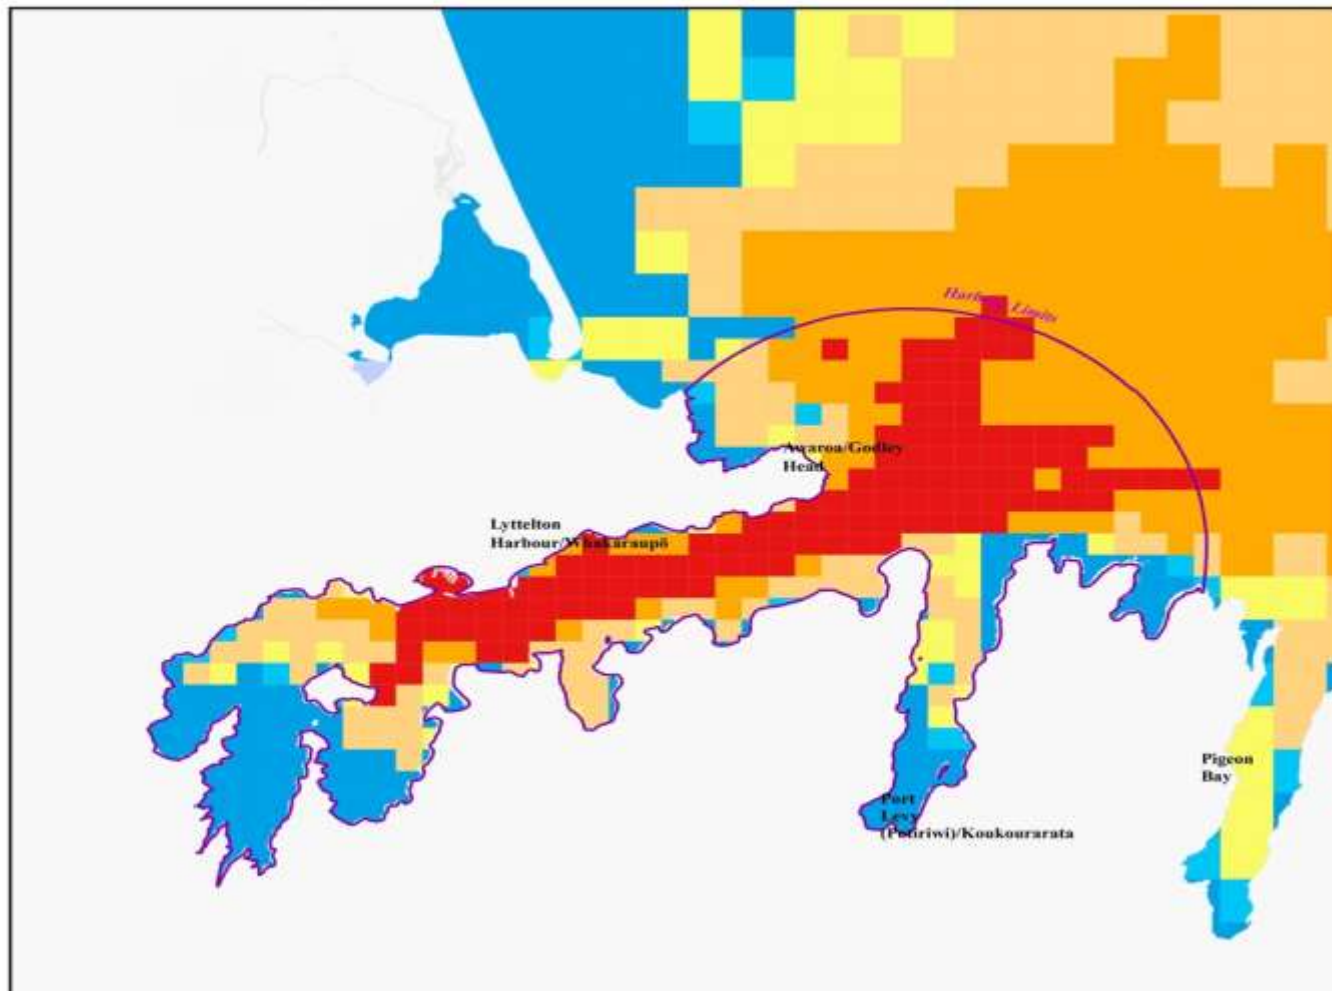 Harbour Limits
Awaroa/Godley
Head
Lyttelton
Harbour/Whakaraupō
Pigeon
Bay
Port
Levy
(Potiriwi)/Koukourarata